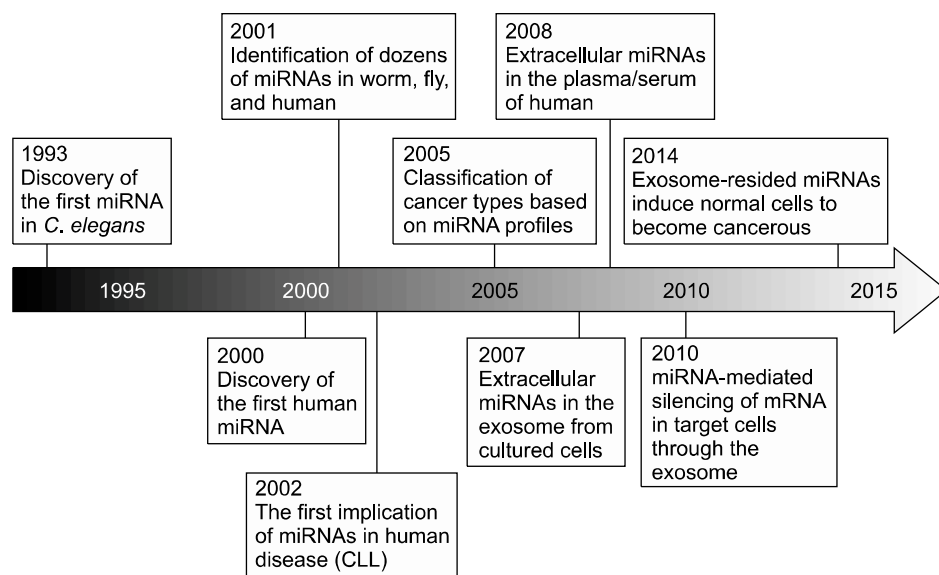 2001
Identification of dozens
of miRNAs in worm, fly,
and human
2008
Extracellular miRNAs
in the plasma/serum
of human
1993
Discovery of
the first miRNA
in C. elegans
2005
Classification of
cancer types based
on miRNA profiles
2014
Exosome-resided miRNAs
induce normal cells to
become cancerous
1995
2000
2005
2010
2015
2000
Discovery of
the first human
miRNA
2007
Extracellular
miRNAs in the
exosome from
cultured cells
2010
miRNA-mediated
silencing of mRNA
in target cells
through the
exosome
2002
The first implication
of miRNAs in human
disease (CLL)